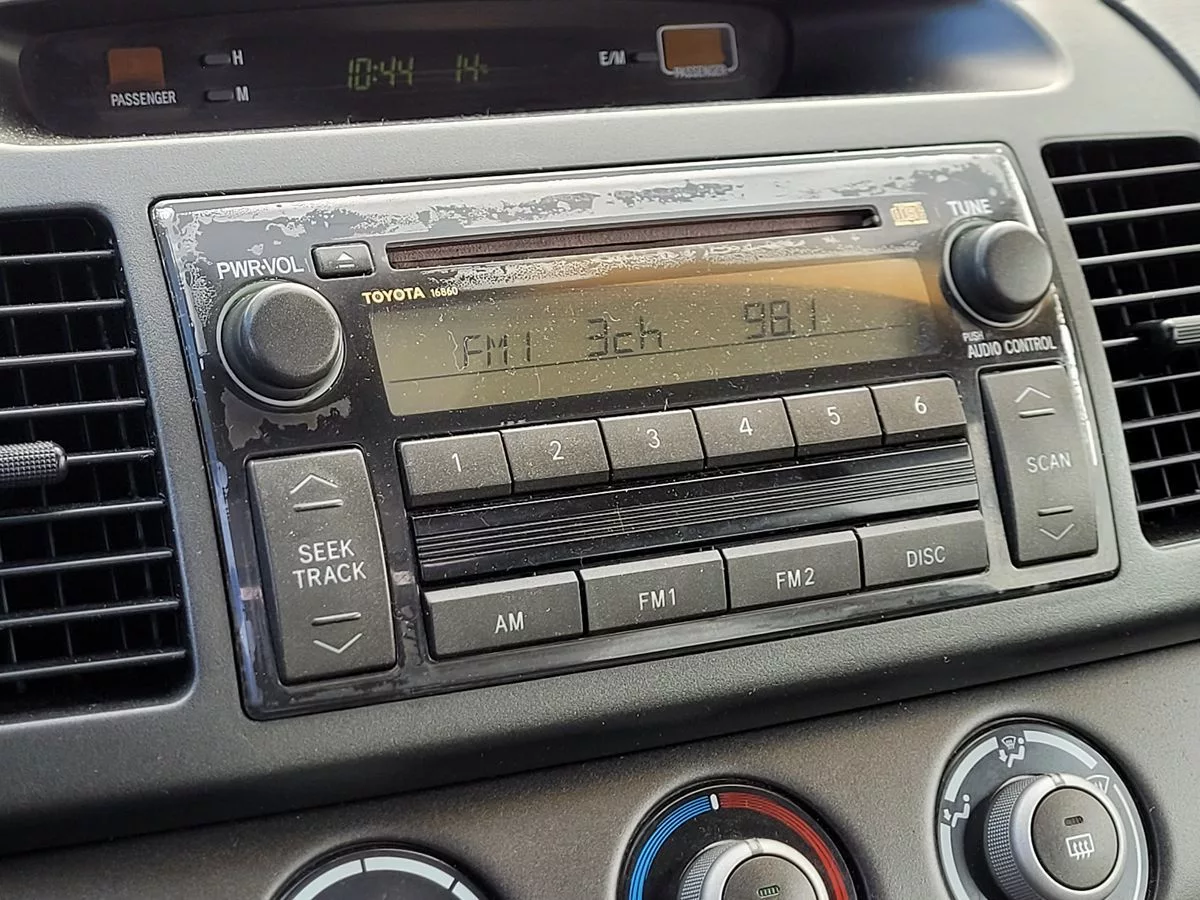 PASSENGER
H
M
10:44 14°
E/M
PASSENGER
PWR·VOL
TOYOTA 16860
DISC
TUNE
FM1 3ch 98.1
PUSH
AUDIO CONTROL
1 2 3 4 5 6
SEEK
TRACK
SCAN
AM FM1 FM2 DISC